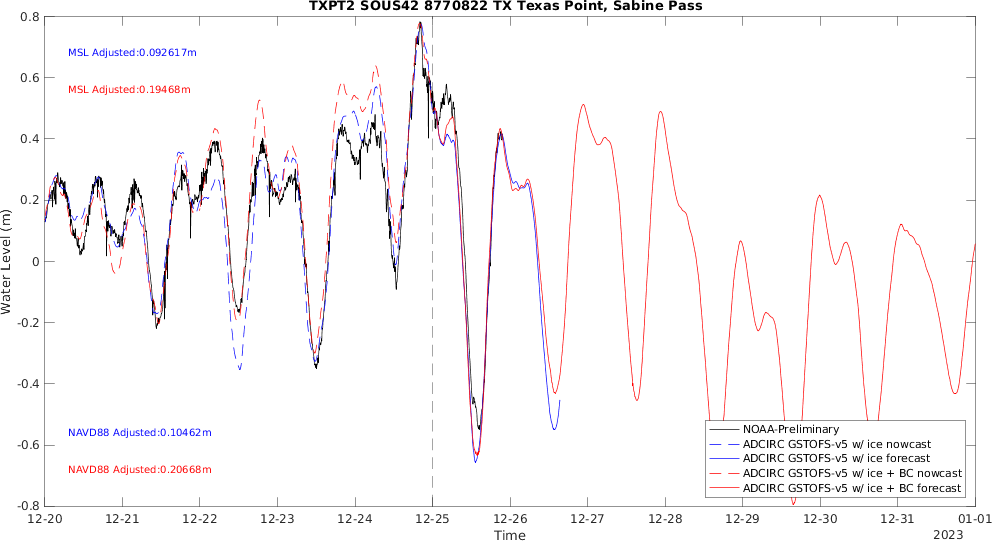 TXPT2 SOUS42 8770822 TX Texas Point, Sabine Pass
0.8
0.6
0.4
0.2
0
-0.2
-0.4
-0.6
-0.8
Water Level (m)
MSL Adjusted:0.092617m
MSL Adjusted:0.19468m
NAVD88 Adjusted:0.10462m
NAVD88 Adjusted:0.20668m
NOAA-Preliminary
ADCIRC GSTOFS-v5 w/ ice nowcast
ADCIRC GSTOFS-v5 w/ ice forecast
ADCIRC GSTOFS-v5 w/ ice + BC nowcast
ADCIRC GSTOFS-v5 w/ ice + BC forecast
12-20 12-21 12-22 12-23 12-24 12-25 12-26 12-27 12-28 12-29 12-30 12-31 01-01
Time
2023